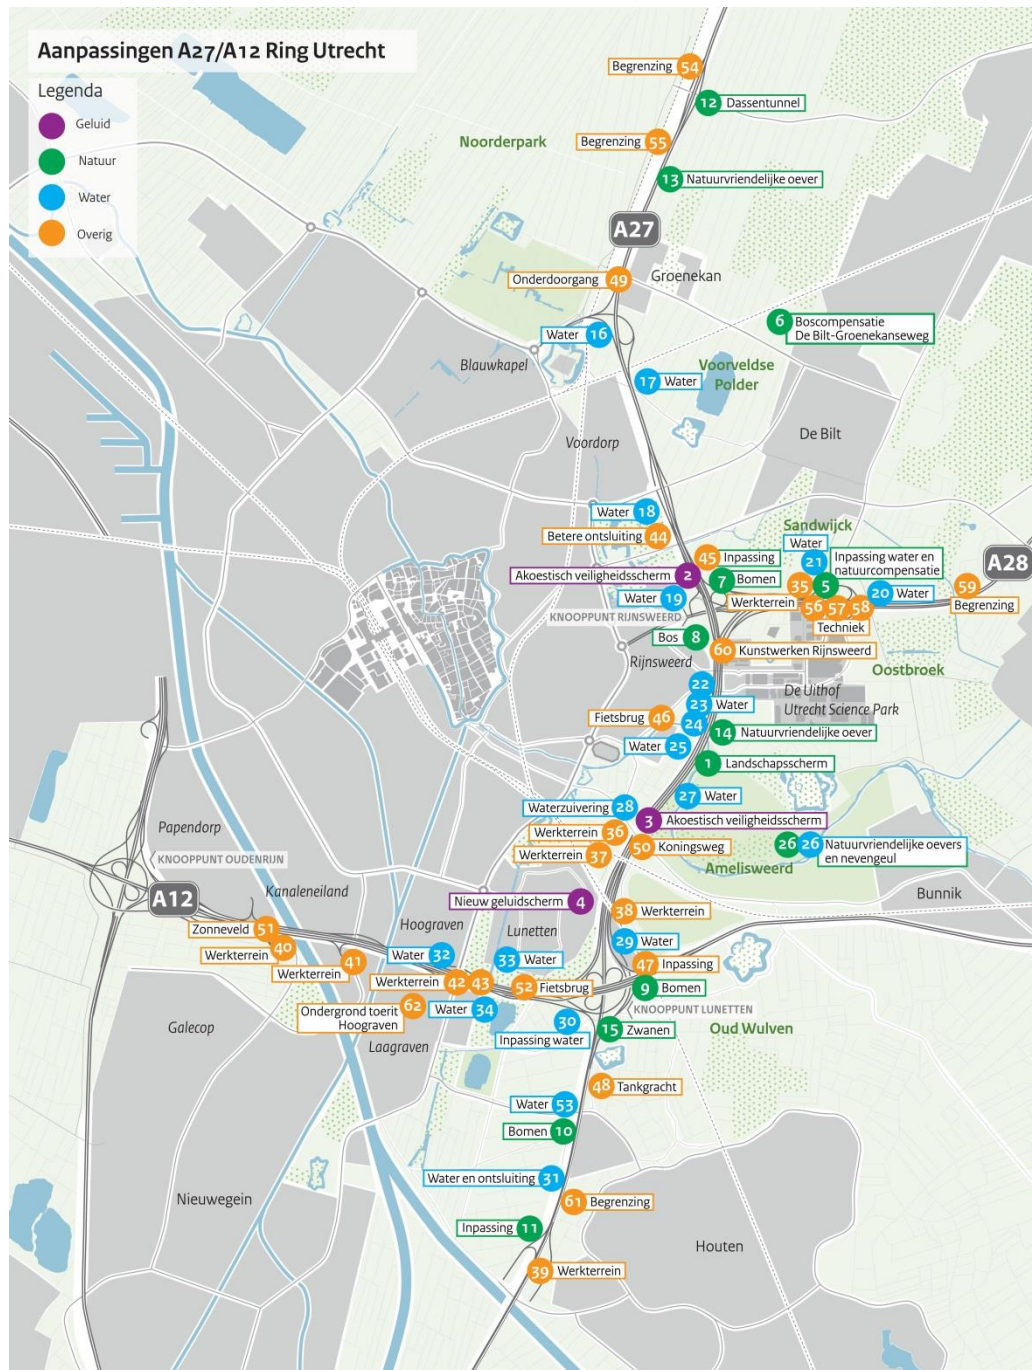 Aanpassingen A27/A12 Ring Utrecht
Legenda
Geluid
Natuur
Water
Overig
Begrenzing 54
12 Dassentunnel
Noorderpark
Begrenzing 55
13 Natuurvriendelijke oever
A27
Onderdoorgang 49
Groenekan
6 Boscompensatie
De Bilt-Groenekanseweg
Water 16
Blauwkapel
Voorveldse
Polder
17 Water
Voordorp
De Bilt
Water 18
Betere ontsluiting 44
Sandwijck
Water
21
Inpassing water en
natuurcompensatie
A28
45 Inpassing
Akoestisch veiligheidsscherm 2
7 Bomen
35
5
59
Begrenzing
20 Water
Water 19
Werkterrein
56 57 58
Techniek
KNOOPPUNT RIJNSWEERD
Bos 8
60 Kunstwerken Rijnsweerd
Rijnsweerd
Oostbroek
22
De Uithof
Utrecht Science Park
23 Water
Fietsbrug 46
24
14 Natuurvriendelijke oever
Water 25
1 Landschapsscherm
27 Water
Waterzuivering 28
3 Akoestisch veiligheidsscherm
Papendorp
Werkterrein 36
50 Koningsweg
26 26 Natuurvriendelijke oevers
en nevengeul
Werkterrein 37
KNOOPPUNT OUDENRIJN
Amelisweerd
Kanaleneiland
Bunnik
A12
Nieuw geluidscherm 4
38 Werkterrein
Hoograven
Lunetten
Zonneveld 51
Werkterrein 40
29 Water
Water 32
33 Water
41
Werkterrein
47 Inpassing
Werkterrein 42 43
52 Fietsbrug
9 Bomen
Ondergrond toerit
Hoograven
62
Water 34
KNOOPPUNT LUNETTEN
Galecop
30
Inpassing water
15 Zwanen
Oud Wulven
Laagraven
48 Tankgracht
Water 53
Bomen 10
Water en ontsluiting 31
Nieuwegein
61 Begrenzing
Inpassing 11
Houten
39 Werkterrein